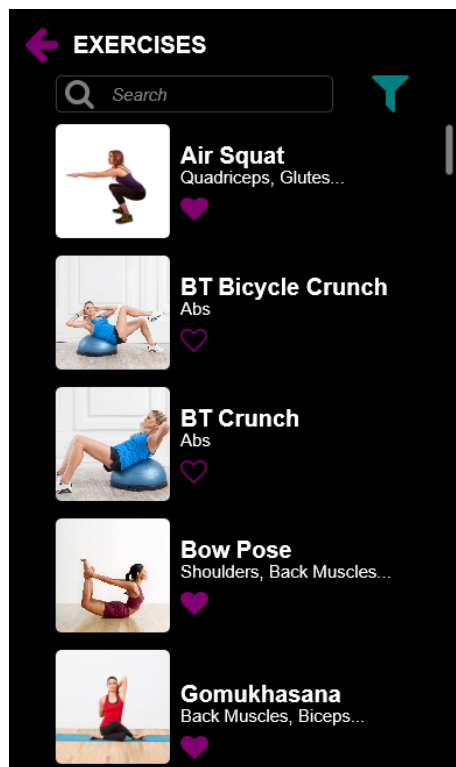 EXERCISES
Search
Air Squat
Quadriceps, Glutes...
BT Bicycle Crunch
Abs
BT Crunch
Abs
Bow Pose
Shoulders, Back Muscles...
Gomukhasana
Back Muscles, Biceps...